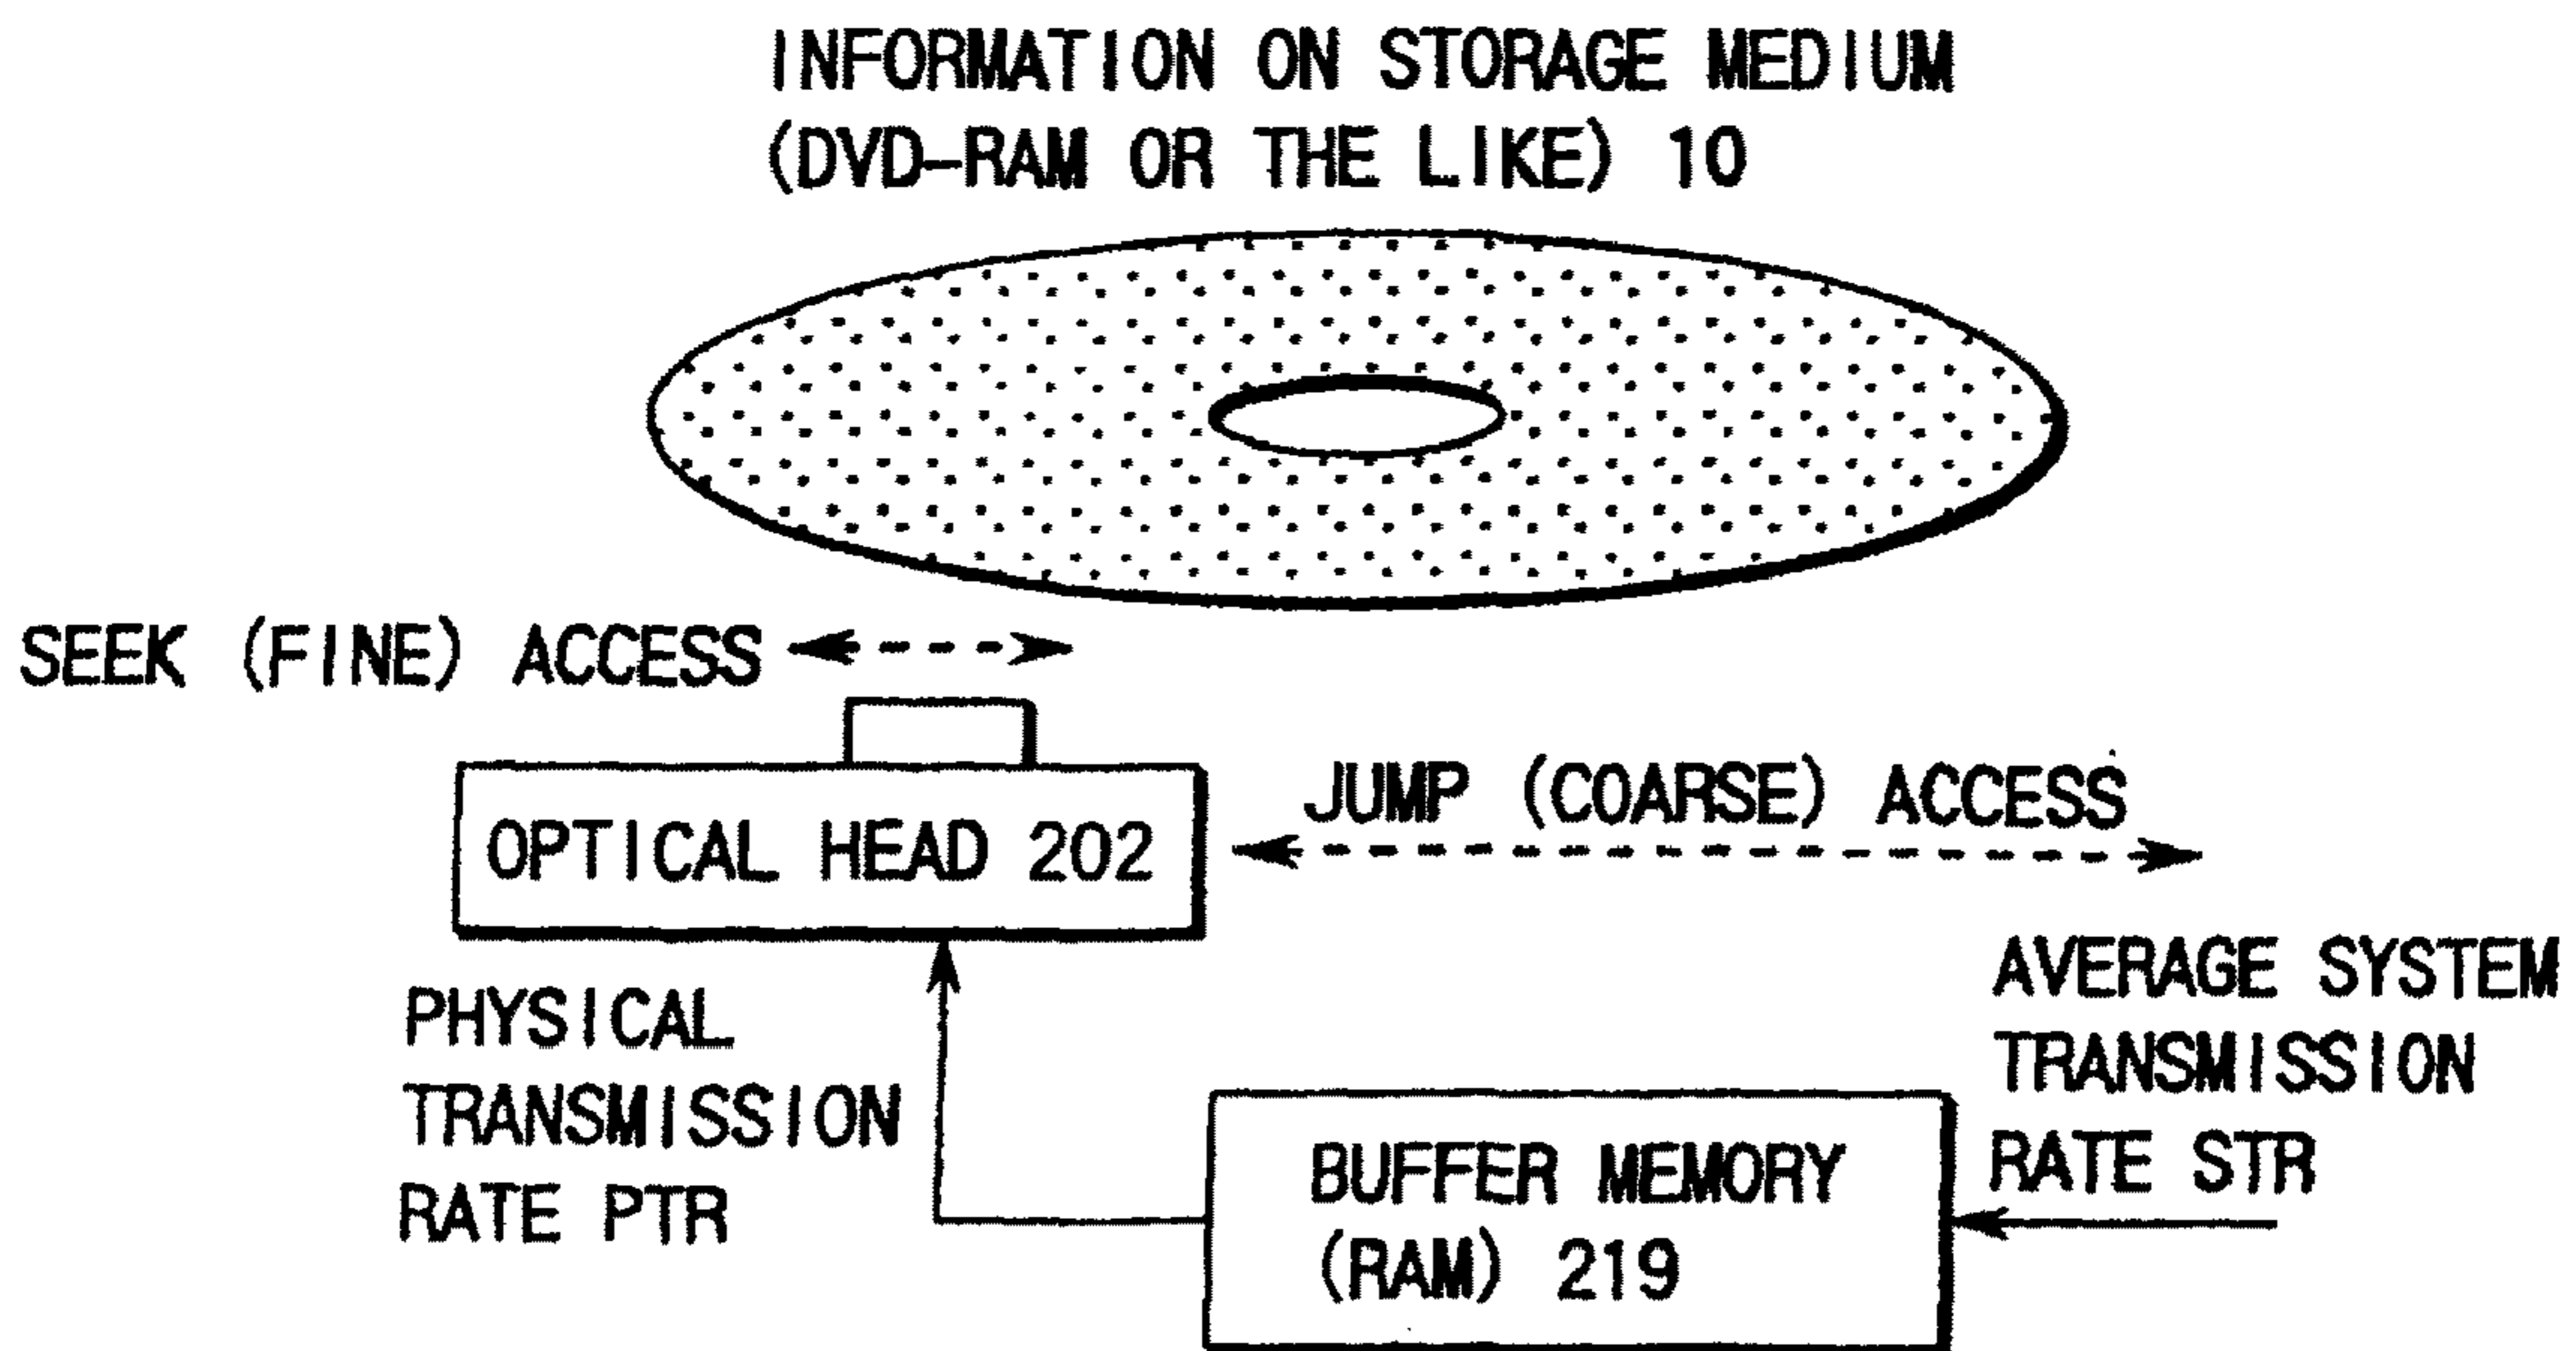 INFORMATION ON STORAGE MEDIUM
(DVD-RAM OR THE LIKE) 10
SEEK (FINE) ACCESS
OPTICAL HEAD 202
JUMP (COARSE) ACCESS
PHYSICAL
TRANSMISSION
RATE PTR
AVERAGE SYSTEM
TRANSMISSION
RATE STR
BUFFER MEMORY
(RAM) 219